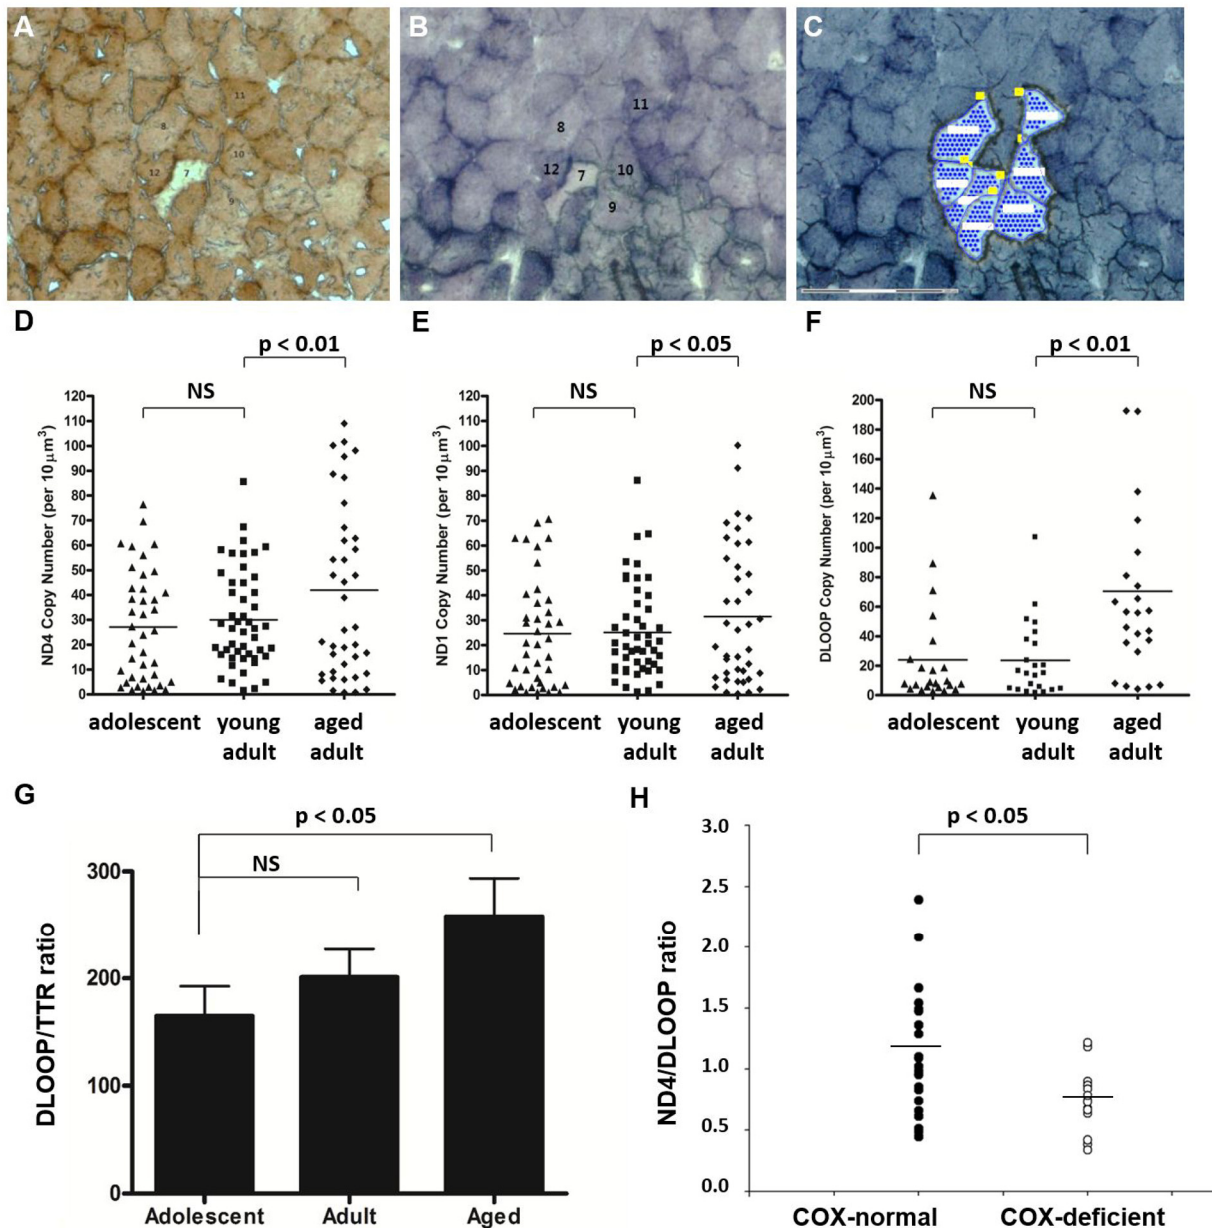 A
B
C
11
8
10
12
7
9
11
8
12
10
7
9
D
E
F
p < 0.01
p < 0.05
p < 0.01
NS
NS
NS
ND4 Copy Number (per 10µm³)
120
110
100
90
80
70
60
50
40
30
20
10
0
adolescent
young adult
aged adult
ND1 Copy Number (per 10µm³)
120
110
100
90
80
70
60
50
40
30
20
10
0
adolescent
young adult
aged adult
DLOOP Copy Number (per 10µm³)
200
180
160
140
120
100
80
60
40
20
0
adolescent
young adult
aged adult
G
p < 0.05
NS
DLOOP/TTR ratio
300
200
100
0
Adolescent
Adult
Aged
H
p < 0.05
ND4/DLOOP ratio
3.0
2.5
2.0
1.5
1.0
0.5
0.0
COX-normal
COX-deficient